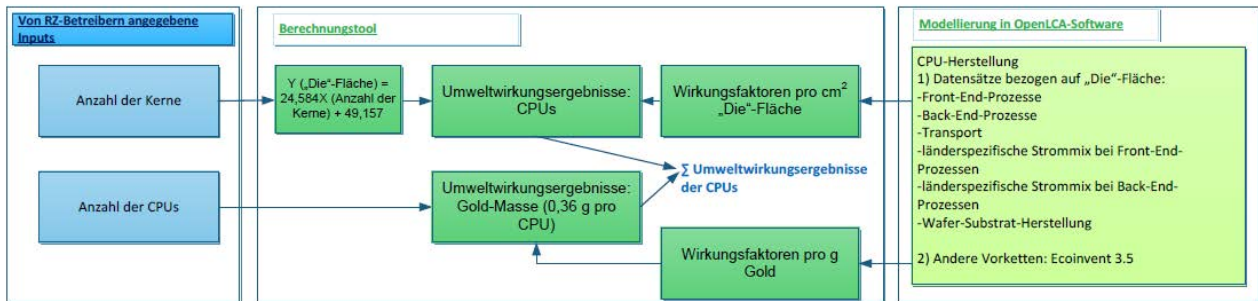 Von RZ-Betreibern angegebene
Inputs
Anzahl der Kerne
Anzahl der CPUs
Berechnungstool
Y („Die“-Fläche) =
24,584X (Anzahl der
Kerne) + 49,157
Umweltwirkungsergebnisse:
CPUs
Wirkungsfaktoren pro cm²
„Die“-Fläche
∑ Umweltwirkungsergebnisse
der CPUs
Umweltwirkungsergebnisse:
Gold-Masse (0,36 g pro
CPU)
Wirkungsfaktoren pro g
Gold
Modellierung in OpenLCA-Software
CPU-Herstellung
1) Datensätze bezogen auf „Die“-Fläche:
-Front-End-Prozesse
-Back-End-Prozesse
-Transport
-länderspezifische Strommix bei Front-End-
Prozessen
-länderspezifische Strommix bei Back-End-
Prozessen
-Wafer-Substrat-Herstellung
2) Andere Vorketten: Ecoinvent 3.5